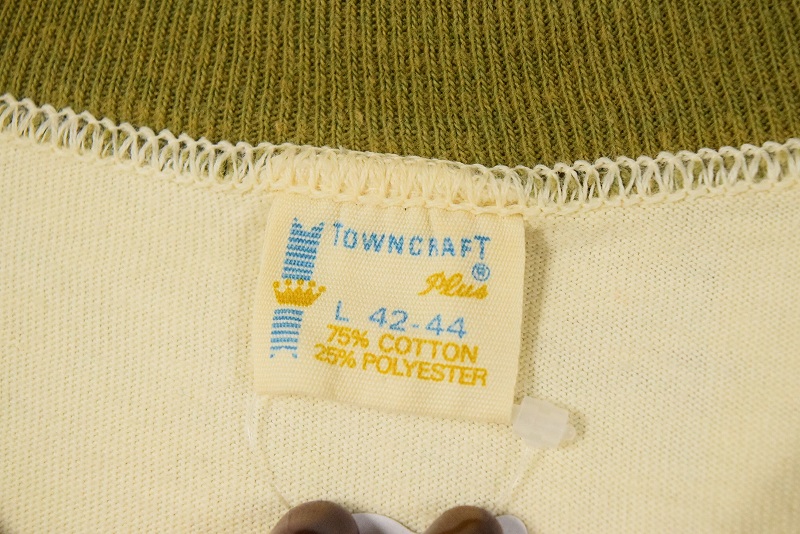 TOWNCRAFT
®
Plus
L 42-44
75% COTTON
25% POLYESTER